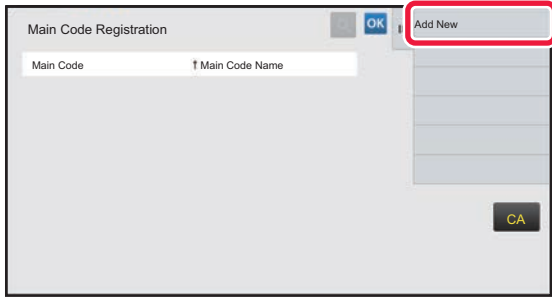 Main Code Registration
OK
Add New
Main Code
Main Code Name
CA